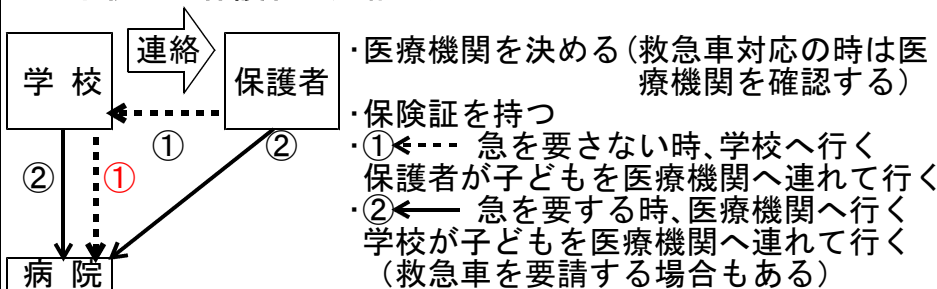 連絡
学 校
保護者
①
②
②
①
病 院
・医療機関を決める(救急車対応の時は医
療機関を確認する)
・保険証を持つ
・① 急を要さない時、学校へ行く
保護者が子どもを医療機関へ連れて行く
・② 急を要する時、医療機関へ行く
学校が子どもを医療機関へ連れて行く
(救急車を要請する場合もある)